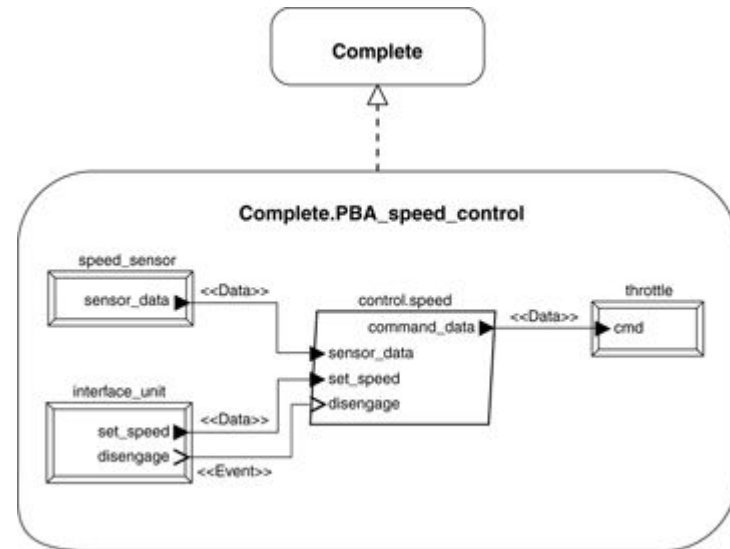 Complete
Complete.PBA_speed_control
speed_sensor
sensor_data
<<Data>>
control.speed
command_data
<<Data>>
throttle
cmd
sensor_data
set_speed
disengage
interface_unit
set_speed
<<Data>>
disengage
<<Event>>